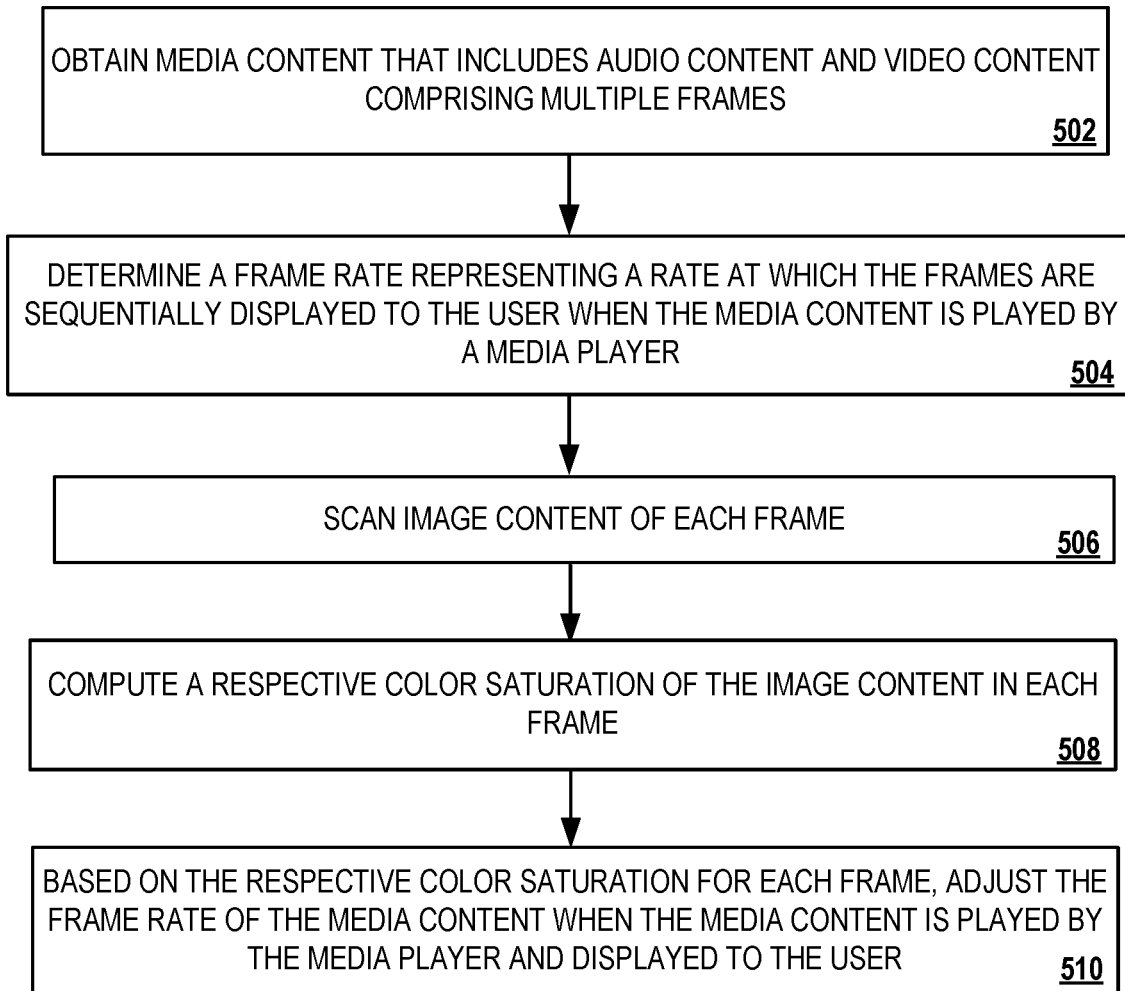 OBTAIN MEDIA CONTENT THAT INCLUDES AUDIO CONTENT AND VIDEO CONTENT
COMPRISING MULTIPLE FRAMES
502
DETERMINE A FRAME RATE REPRESENTING A RATE AT WHICH THE FRAMES ARE
SEQUENTIALLY DISPLAYED TO THE USER WHEN THE MEDIA CONTENT IS PLAYED BY
A MEDIA PLAYER
504
SCAN IMAGE CONTENT OF EACH FRAME
506
COMPUTE A RESPECTIVE COLOR SATURATION OF THE IMAGE CONTENT IN EACH
FRAME
508
BASED ON THE RESPECTIVE COLOR SATURATION FOR EACH FRAME, ADJUST THE
FRAME RATE OF THE MEDIA CONTENT WHEN THE MEDIA CONTENT IS PLAYED BY
THE MEDIA PLAYER AND DISPLAYED TO THE USER
510